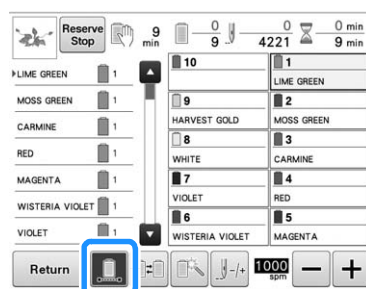 Reserve Stop 9 min 0 9 0 4221 0 min 9 min
LIME GREEN 1
MOSS GREEN 1
CARMINE 1
RED 1
MAGENTA 1
WISTERIA VIOLET 1
VIOLET 1
10
1 LIME GREEN
9 HARVEST GOLD
2 MOSS GREEN
8 WHITE
3 CARMINE
7 VIOLET
4 RED
6 WISTERIA VIOLET
5 MAGENTA
Return -/+ 1000 spm − +